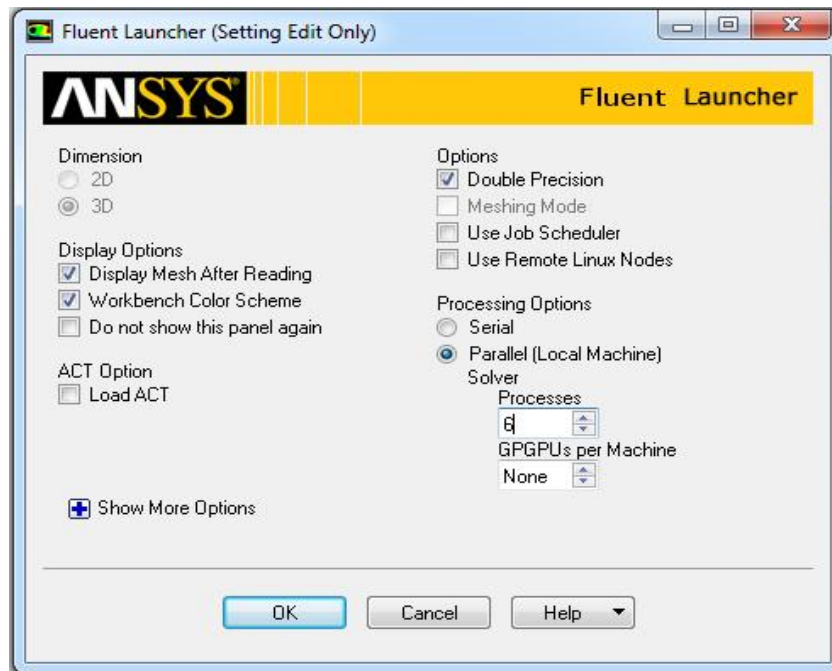 Fluent Launcher (Setting Edit Only)
ANSYS®
Fluent Launcher
Dimension
2D
3D
Display Options
Display Mesh After Reading
Workbench Color Scheme
Do not show this panel again
ACT Option
Load ACT
Show More Options
Options
Double Precision
Meshing Mode
Use Job Scheduler
Use Remote Linux Nodes
Processing Options
Serial
Parallel (Local Machine)
Solver
Processes
6
GPGPUs per Machine
None
OK
Cancel
Help